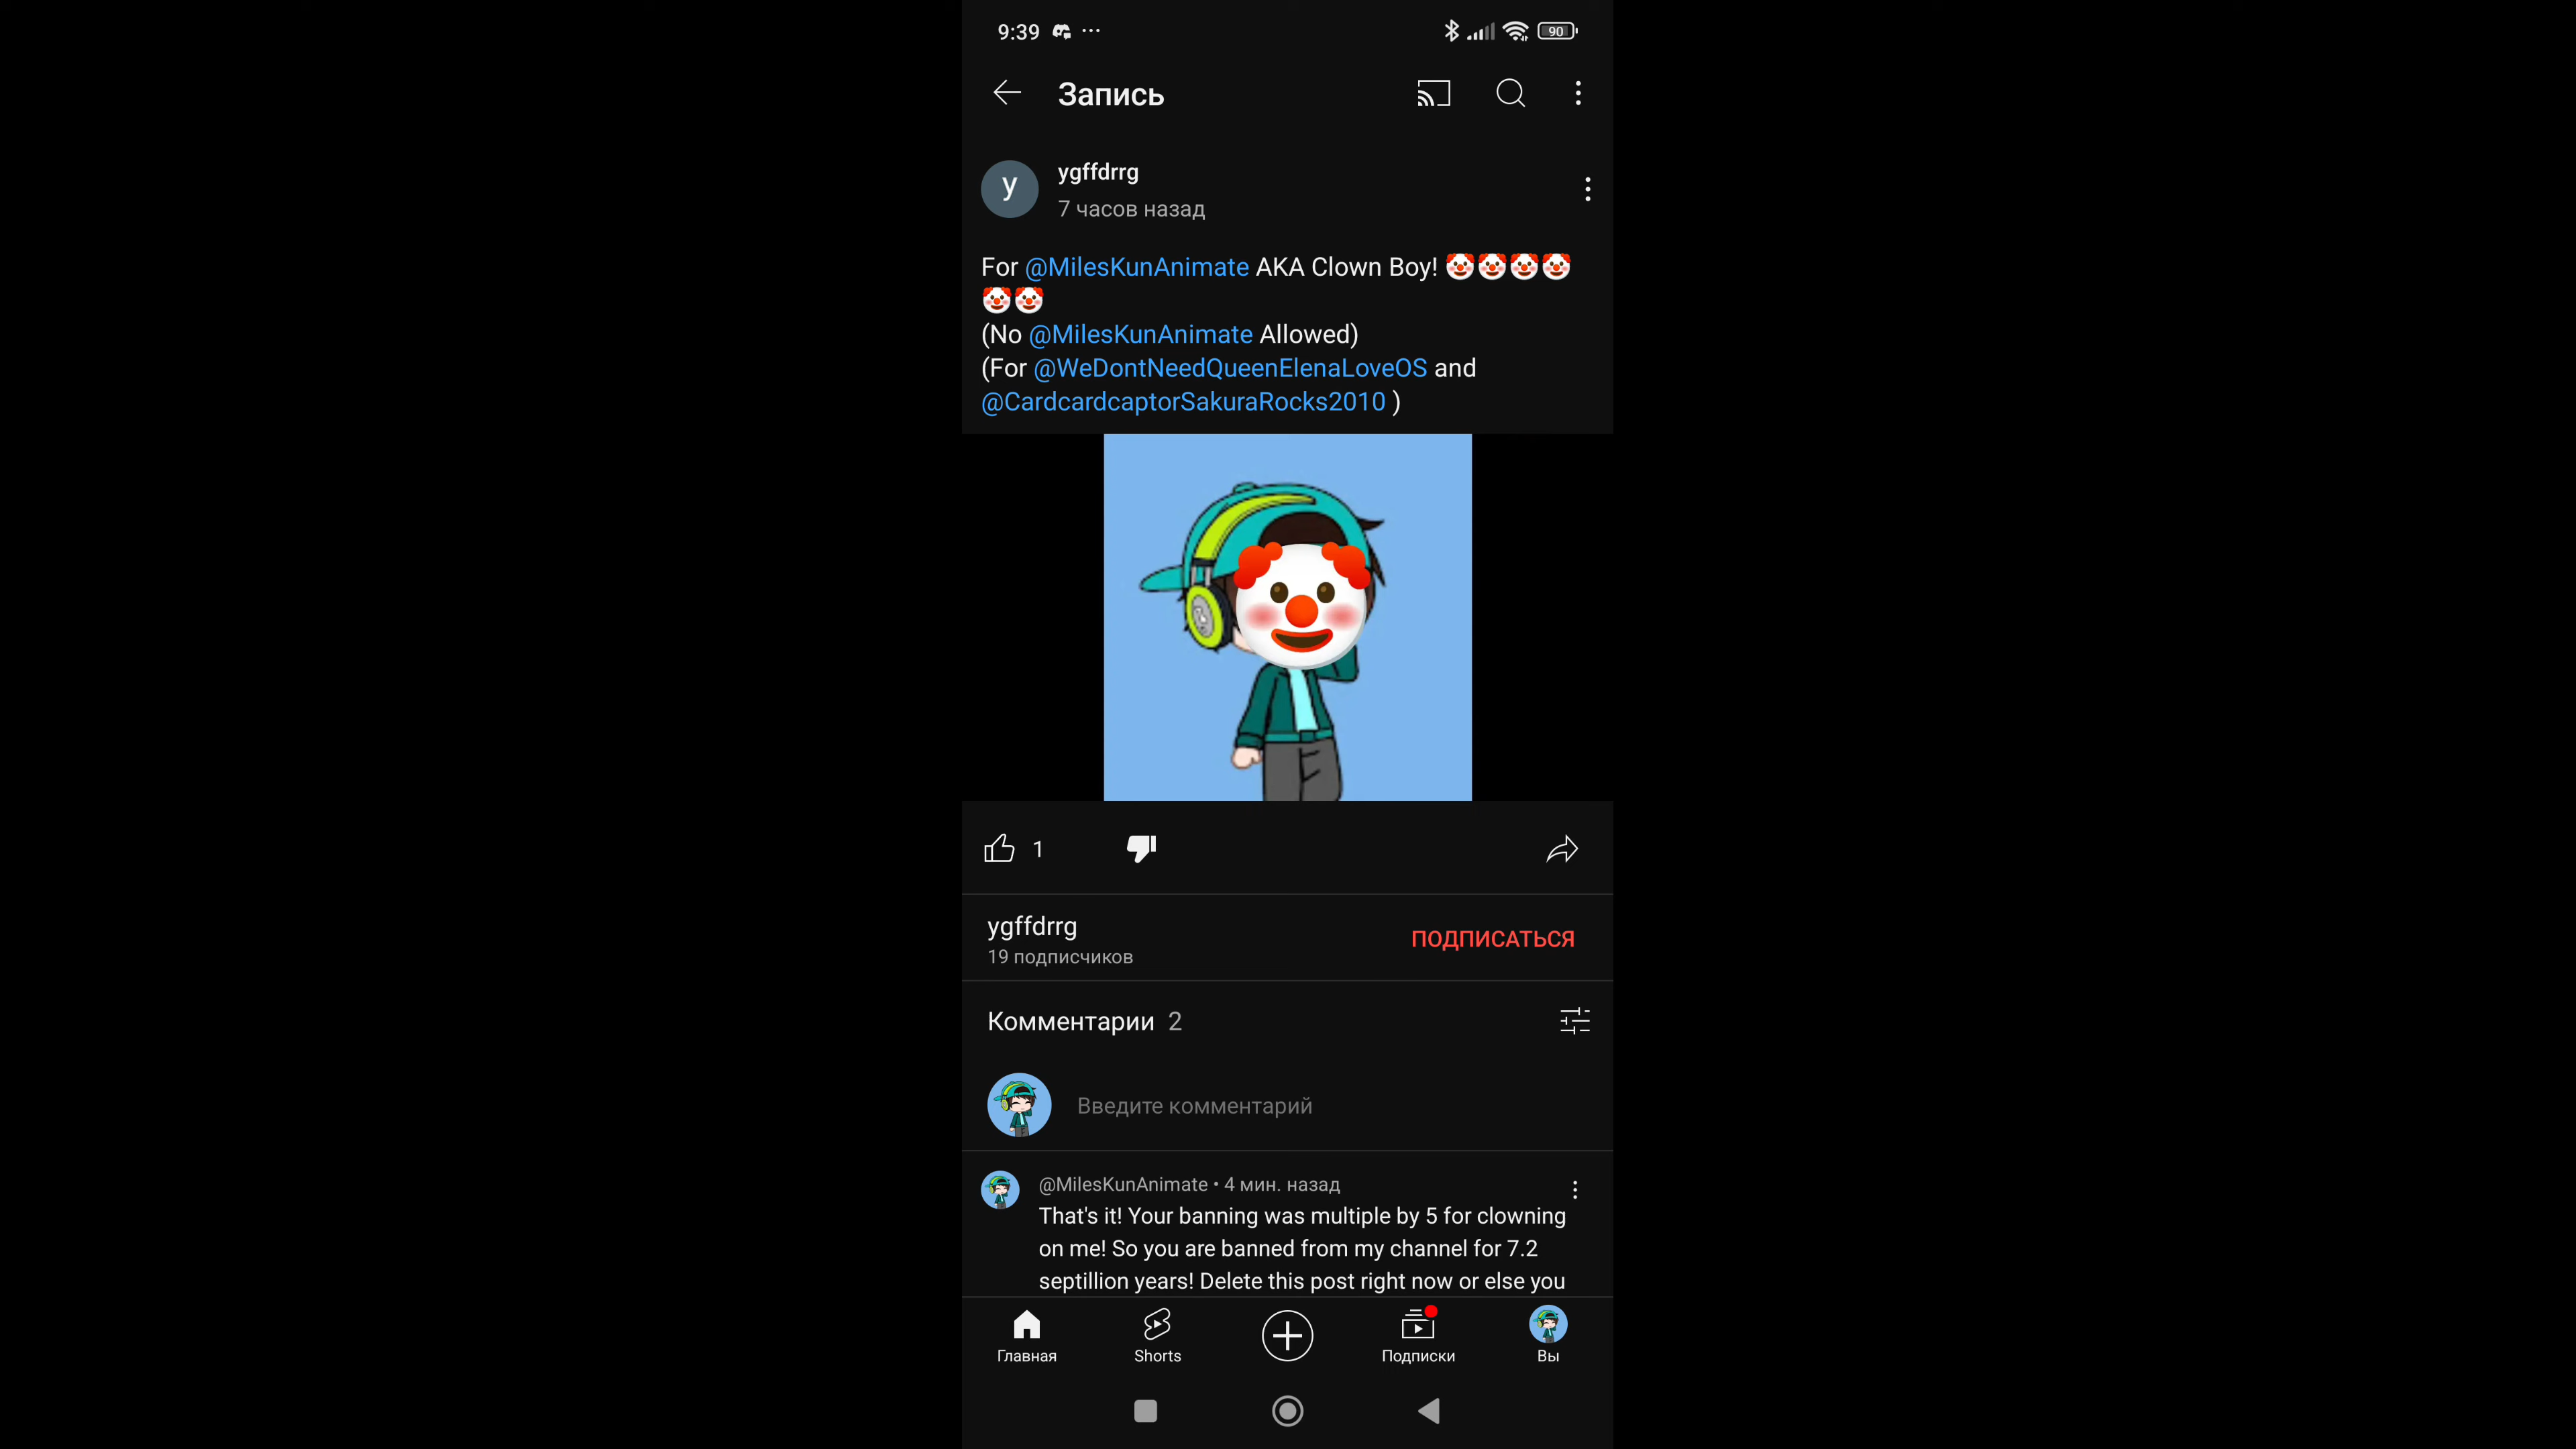 9:39
90
Запись
y
ygffdrrg
7 часов назад
For @MilesKunAnimate AKA Clown Boy! 🤡🤡🤡🤡
🤡🤡
(No @MilesKunAnimate Allowed)
(For @WeDontNeedQueenElenaLoveOS and
@CardcardcaptorSakuraRocks2010 )
1
ygffdrrg
19 подписчиков
ПОДПИСАТЬСЯ
Комментарии 2
Введите комментарий
@MilesKunAnimate • 4 мин. назад
That's it! Your banning was multiple by 5 for clowning
on me! So you are banned from my channel for 7.2
septillion years! Delete this post right now or else you
Главная
Shorts
Подписки
Вы